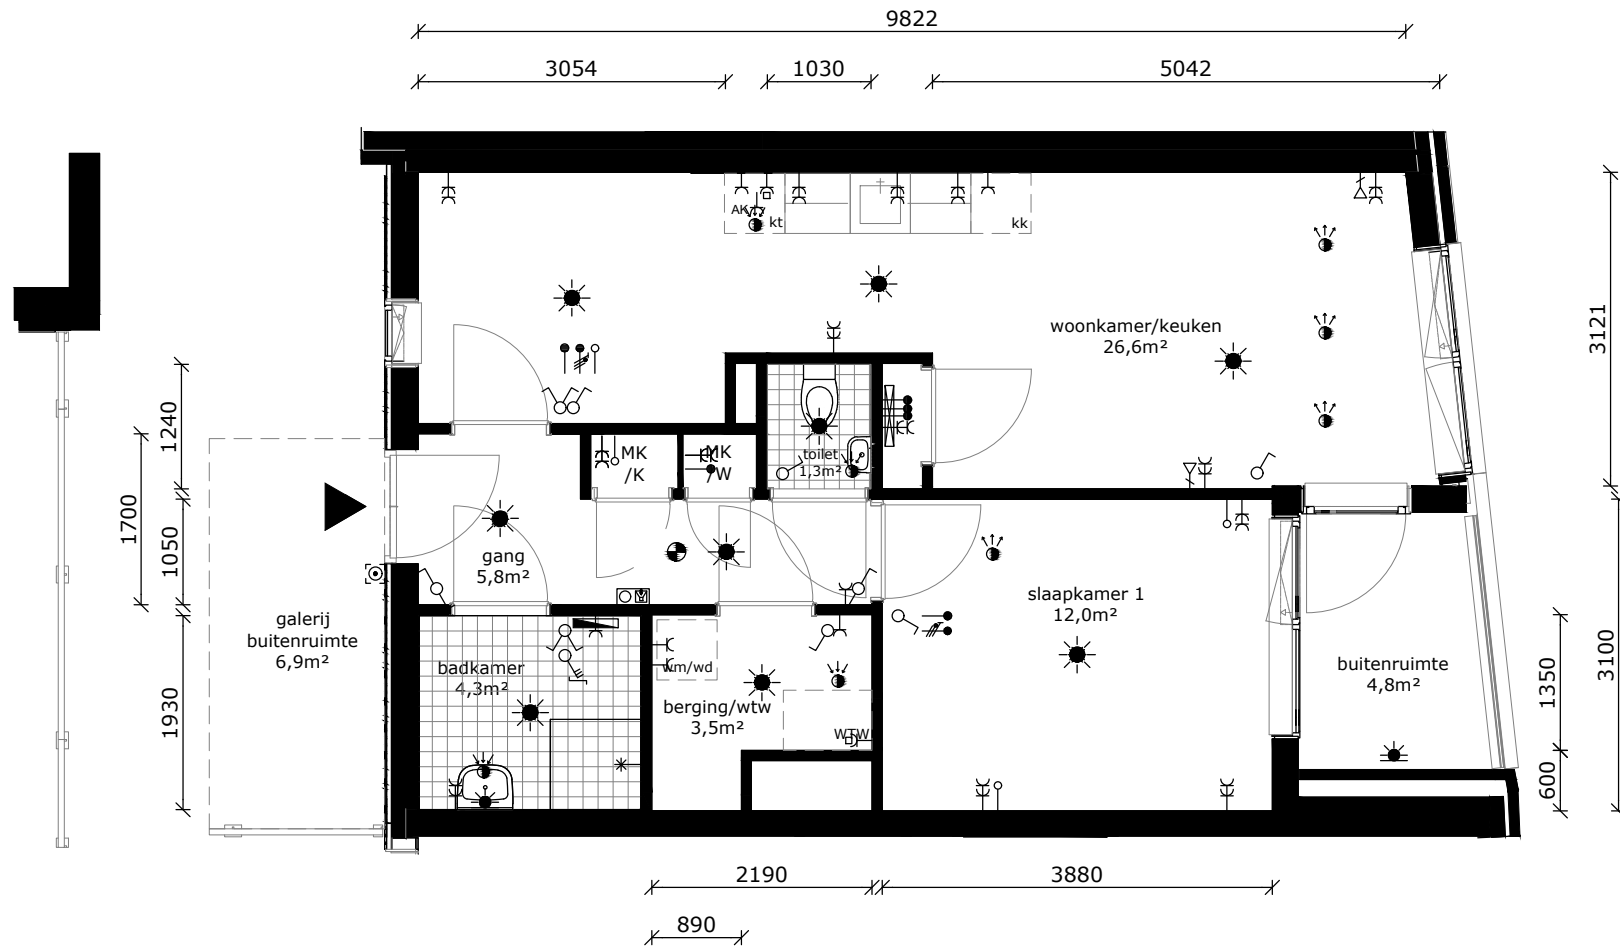 9822
3054
1030
5042
AK
kt
kk
woonkamer/keuken
26,6m²
3121
1240
1700
1050
1930
MK
/K
MK
/W
toilet
1,3m²
gang
5,8m²
galerij
buitenruimte
6,9m²
slaapkamer 1
12,0m²
badkamer
4,3m²
wm/wd
berging/wtw
3,5m²
WTW
buitenruimte
4,8m²
1350
3100
600
2190
3880
890